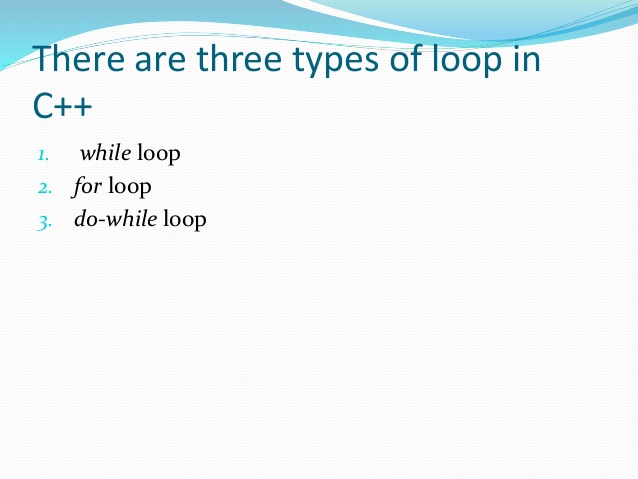 There are three types of loop in
C++
1. while loop
2. for loop
3. do-while loop